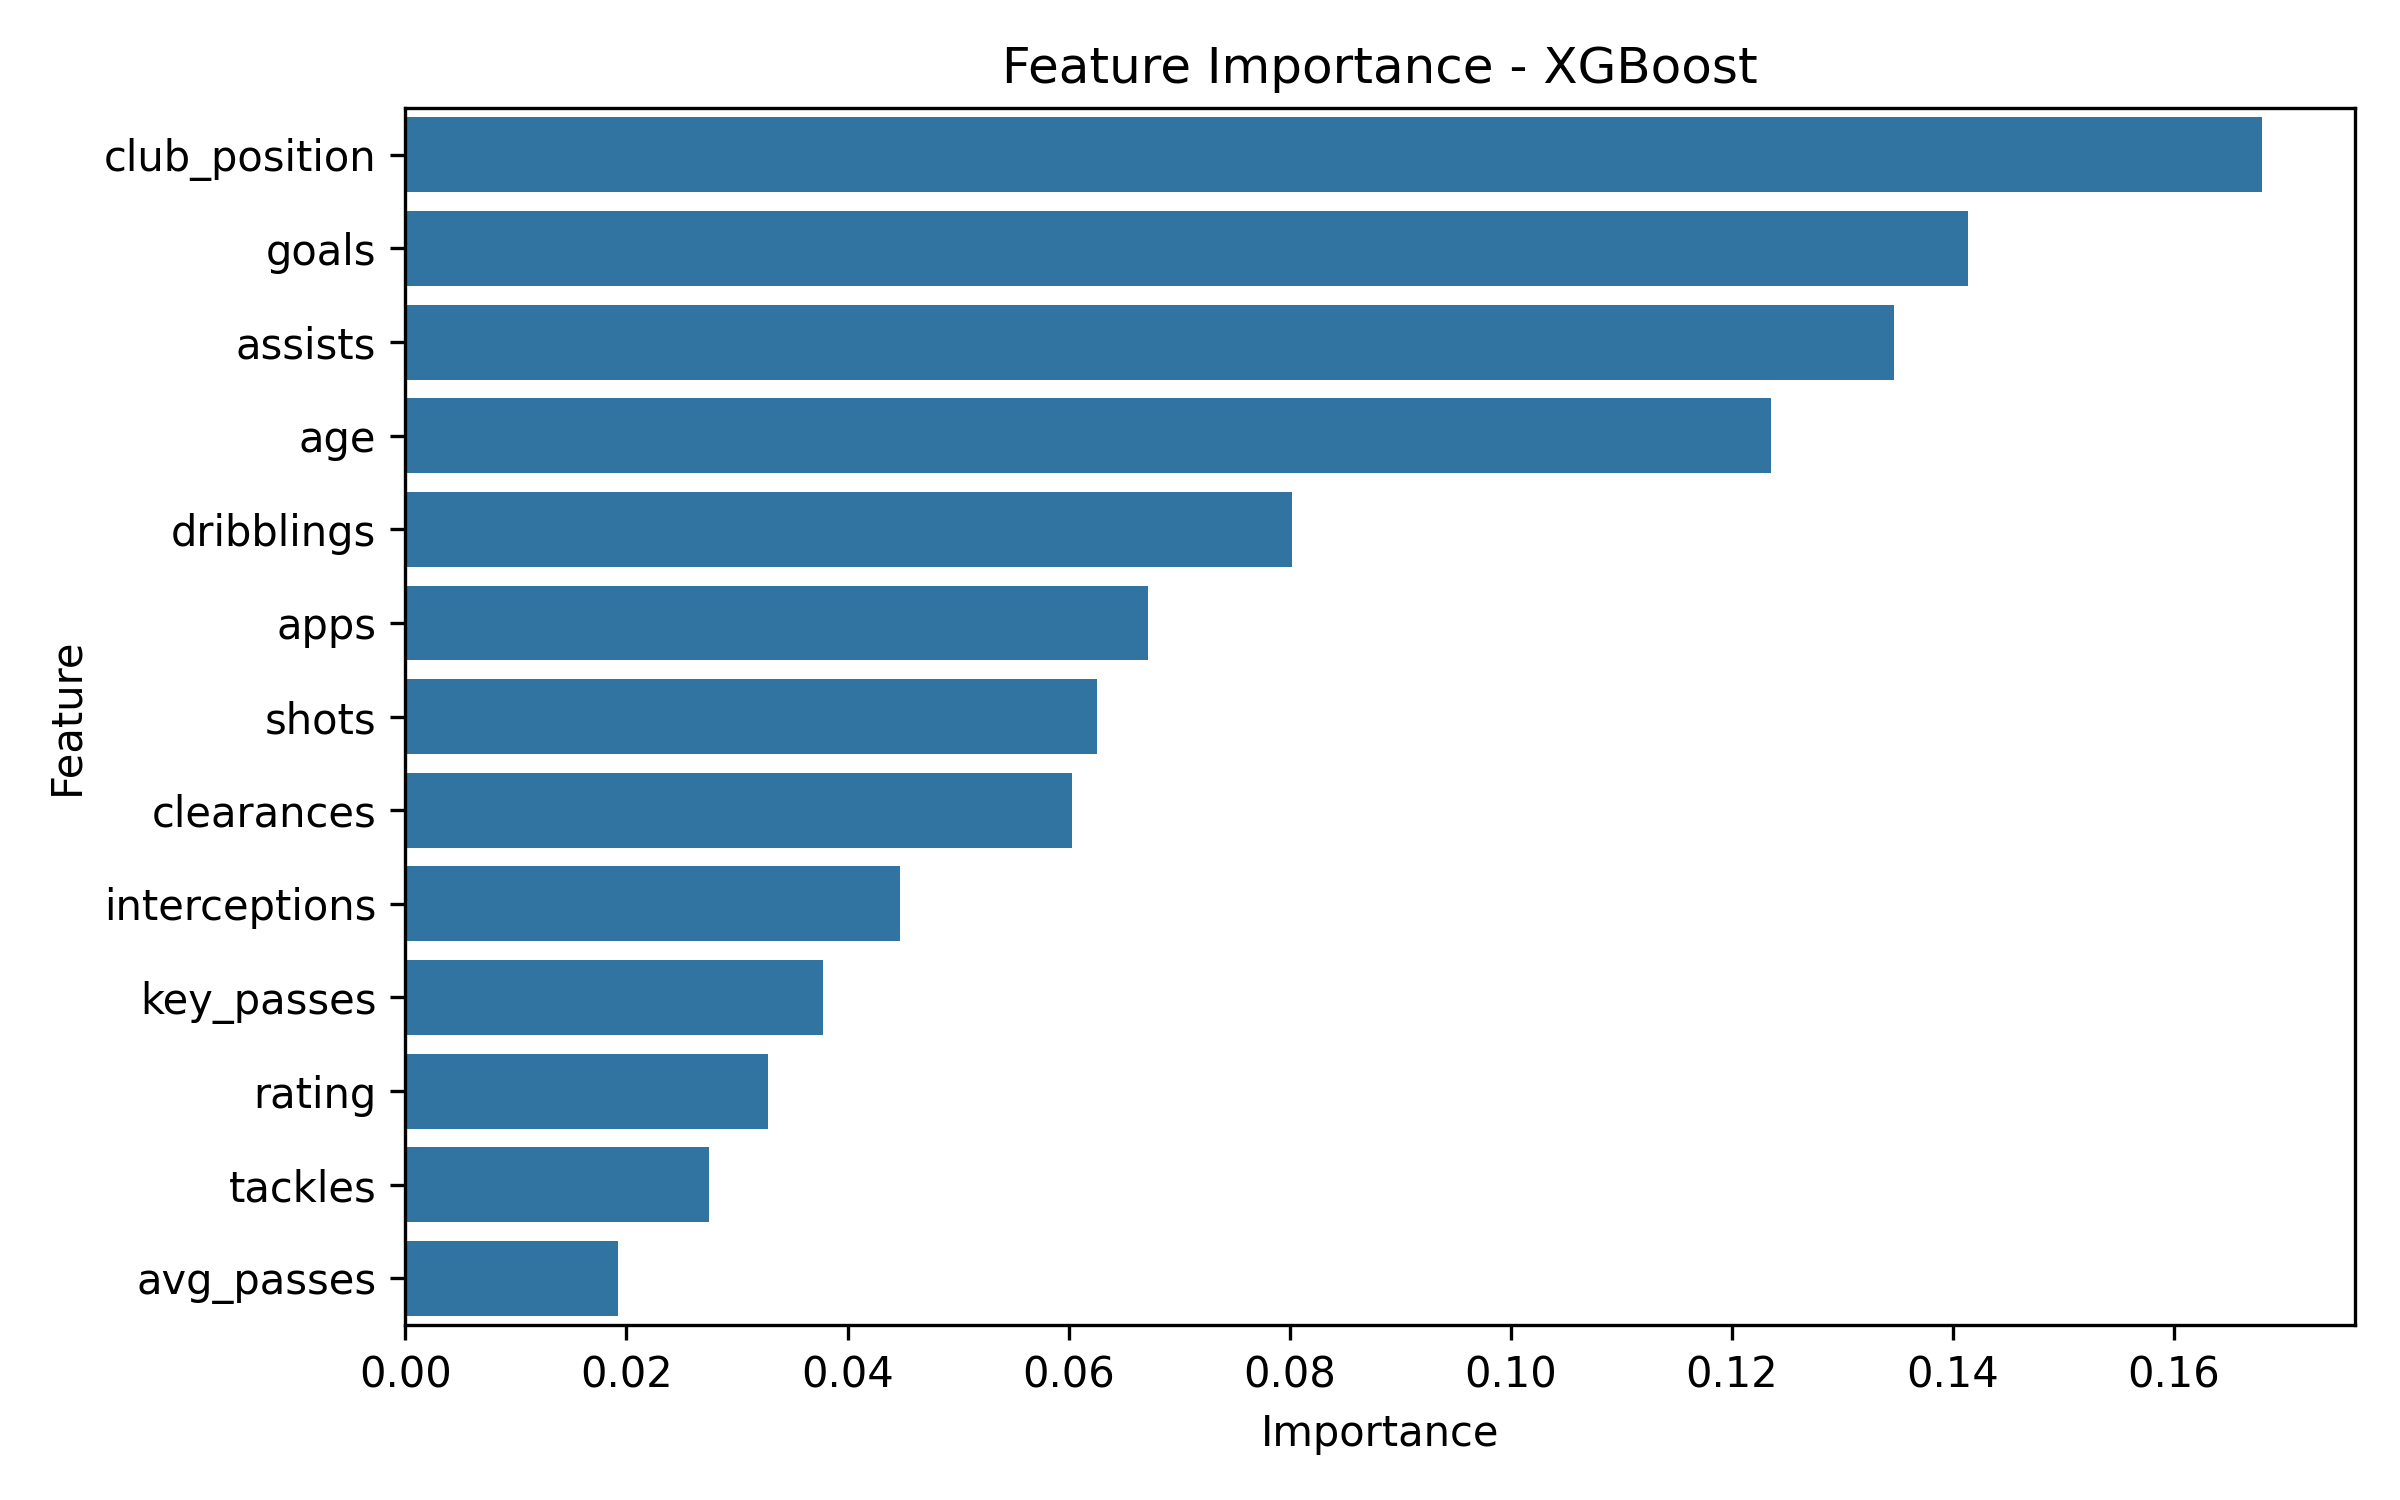 Feature Importance - XGBoost
club_position
goals
assists
age
dribblings
apps
shots
clearances
interceptions
key_passes
rating
tackles
avg_passes
Feature
0.00 0.02 0.04 0.06 0.08 0.10 0.12 0.14 0.16
Importance